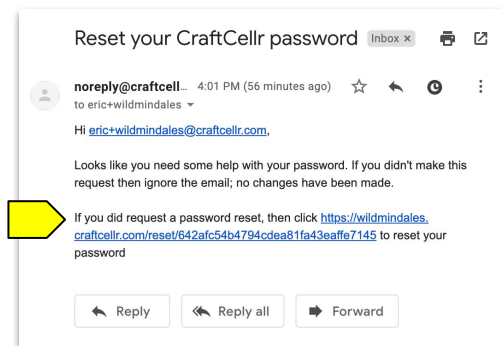 Reset your CraftCellr password Inbox ×
noreply@craftcell... 4:01 PM (56 minutes ago)
to eric+wildmindales
Hi eric+wildmindales@craftcellr.com,
Looks like you need some help with your password. If you didn't make this
request then ignore the email; no changes have been made.
If you did request a password reset, then click https://wildmindales.
craftcellr.com/reset/642afc54b4794cdea81fa43eaffe7145 to reset your
password
Reply Reply all Forward